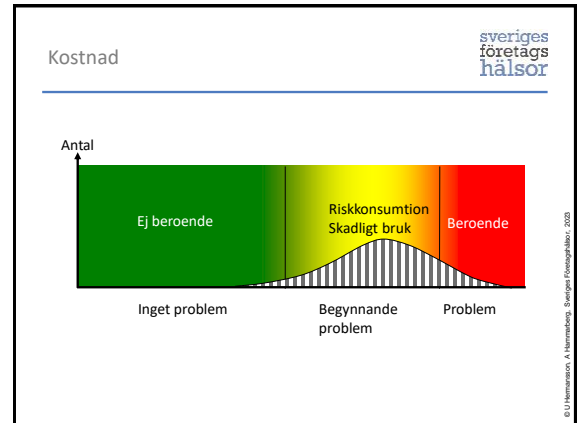 Kostnad
sveriges
företags
hälsor
Antal
Ej beroende
Riskkonsumtion
Skadligt bruk
Beroende
Inget problem
Begynnande
problem
Problem
© U Hermansson, A Hammarberg, Sveriges Företagshälsor, 2023